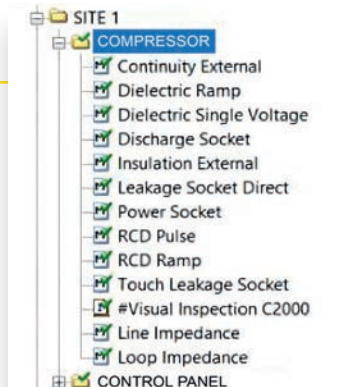 SITE 1
COMPRESSOR
Continuity External
Dielectric Ramp
Dielectric Single Voltage
Discharge Socket
Insulation External
Leakage Socket Direct
Power Socket
RCD Pulse
RCD Ramp
Touch Leakage Socket
#Visual Inspection C2000
Line Impedance
Loop Impedance
CONTROL PANEL